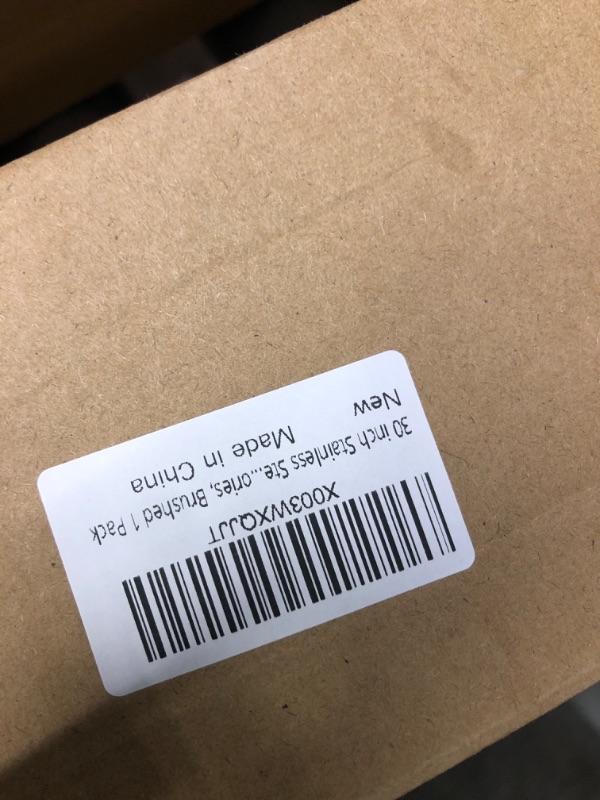 X003WXQJJT
30 inch Stainless Ste...ories, Brushed 1 Pack
New
Made in China